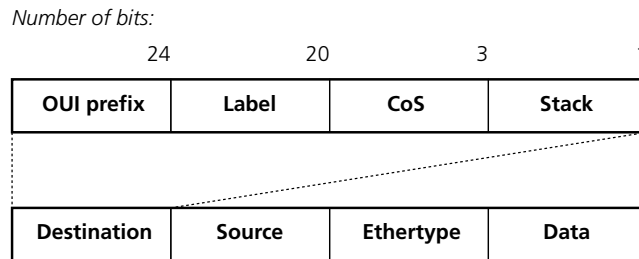 Number of bits:
24 20 3
OUI prefix Label CoS Stack
Destination Source Ethertype Data